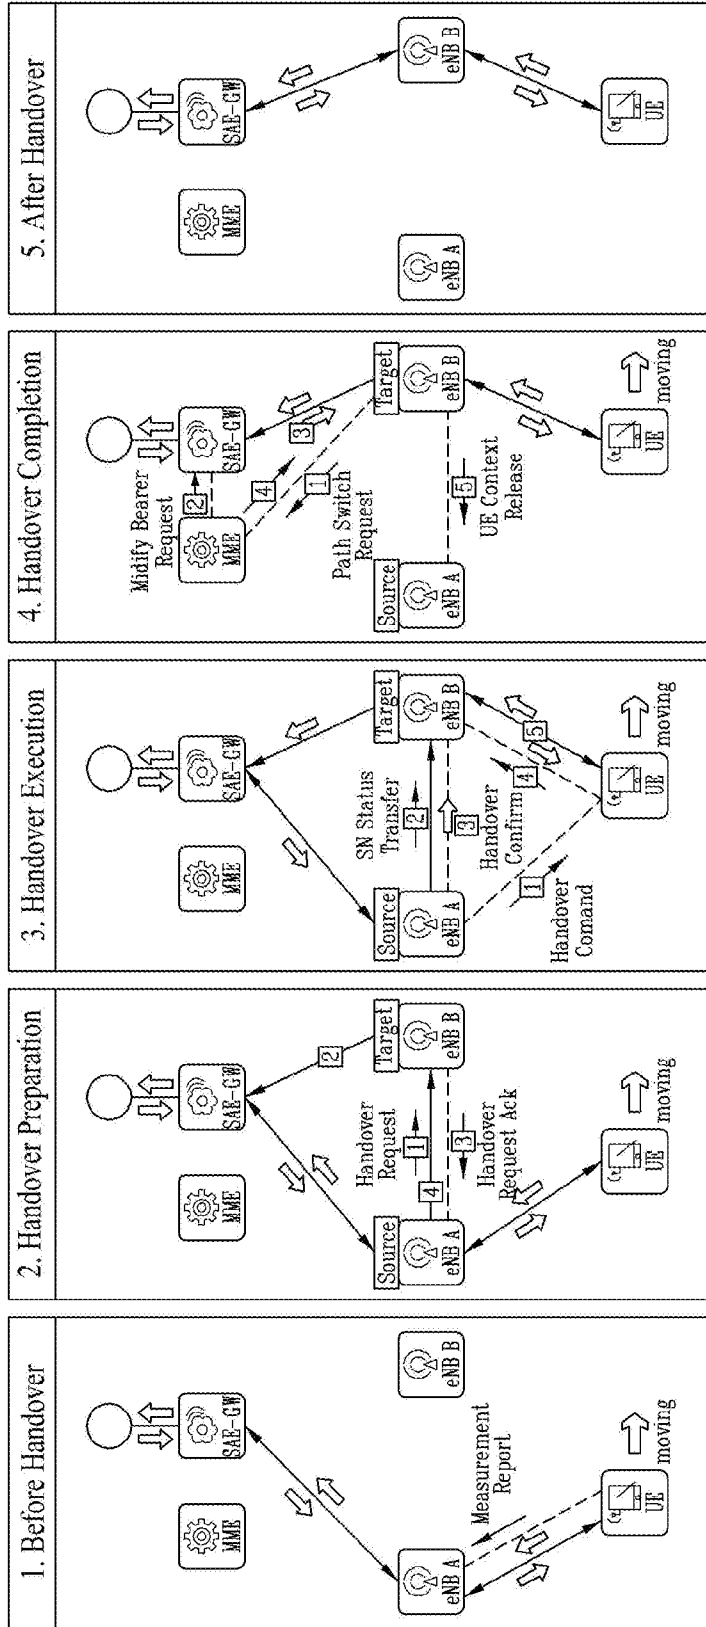 1. Before Handover
MME
SAE-GW
eNB A
eNB B
Measurement
Report
UE
moving
2. Handover Preparation
MME
SAE-GW
2
Source
Target
eNB A
eNB B
Handover
Request
1
4
3
Handover
Request Ack
UE
moving
3. Handover Execution
MME
SAE-GW
Source
Target
eNB A
eNB B
SN Status
Transfer
2
3
Handover
Confirm
4
5
1
Handover
Comand
UE
moving
4. Handover Completion
Midify Bearer
Request
2
MME
SAE-GW
3
4
1
Path Switch
Request
Source
Target
eNB A
eNB B
5
UE Context
Release
UE
moving
5. After Handover
MME
SAE-GW
eNB A
eNB B
UE